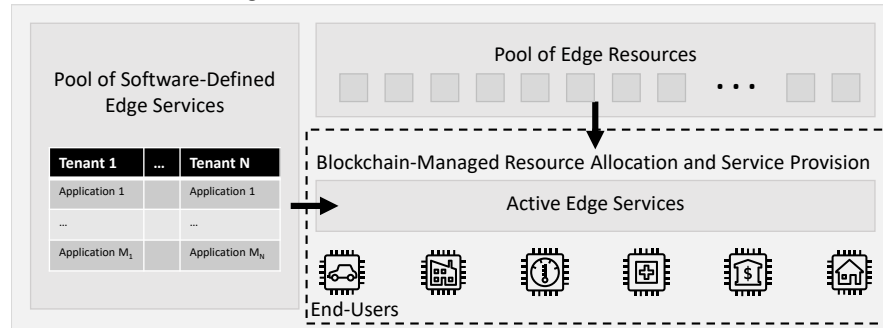 Pool of Software-Defined
Edge Services
Tenant 1 ... Tenant N
Application 1 Application 1
... ...
Application M1 Application MN
Pool of Edge Resources
...
Blockchain-Managed Resource Allocation and Service Provision
Active Edge Services
$
End-Users